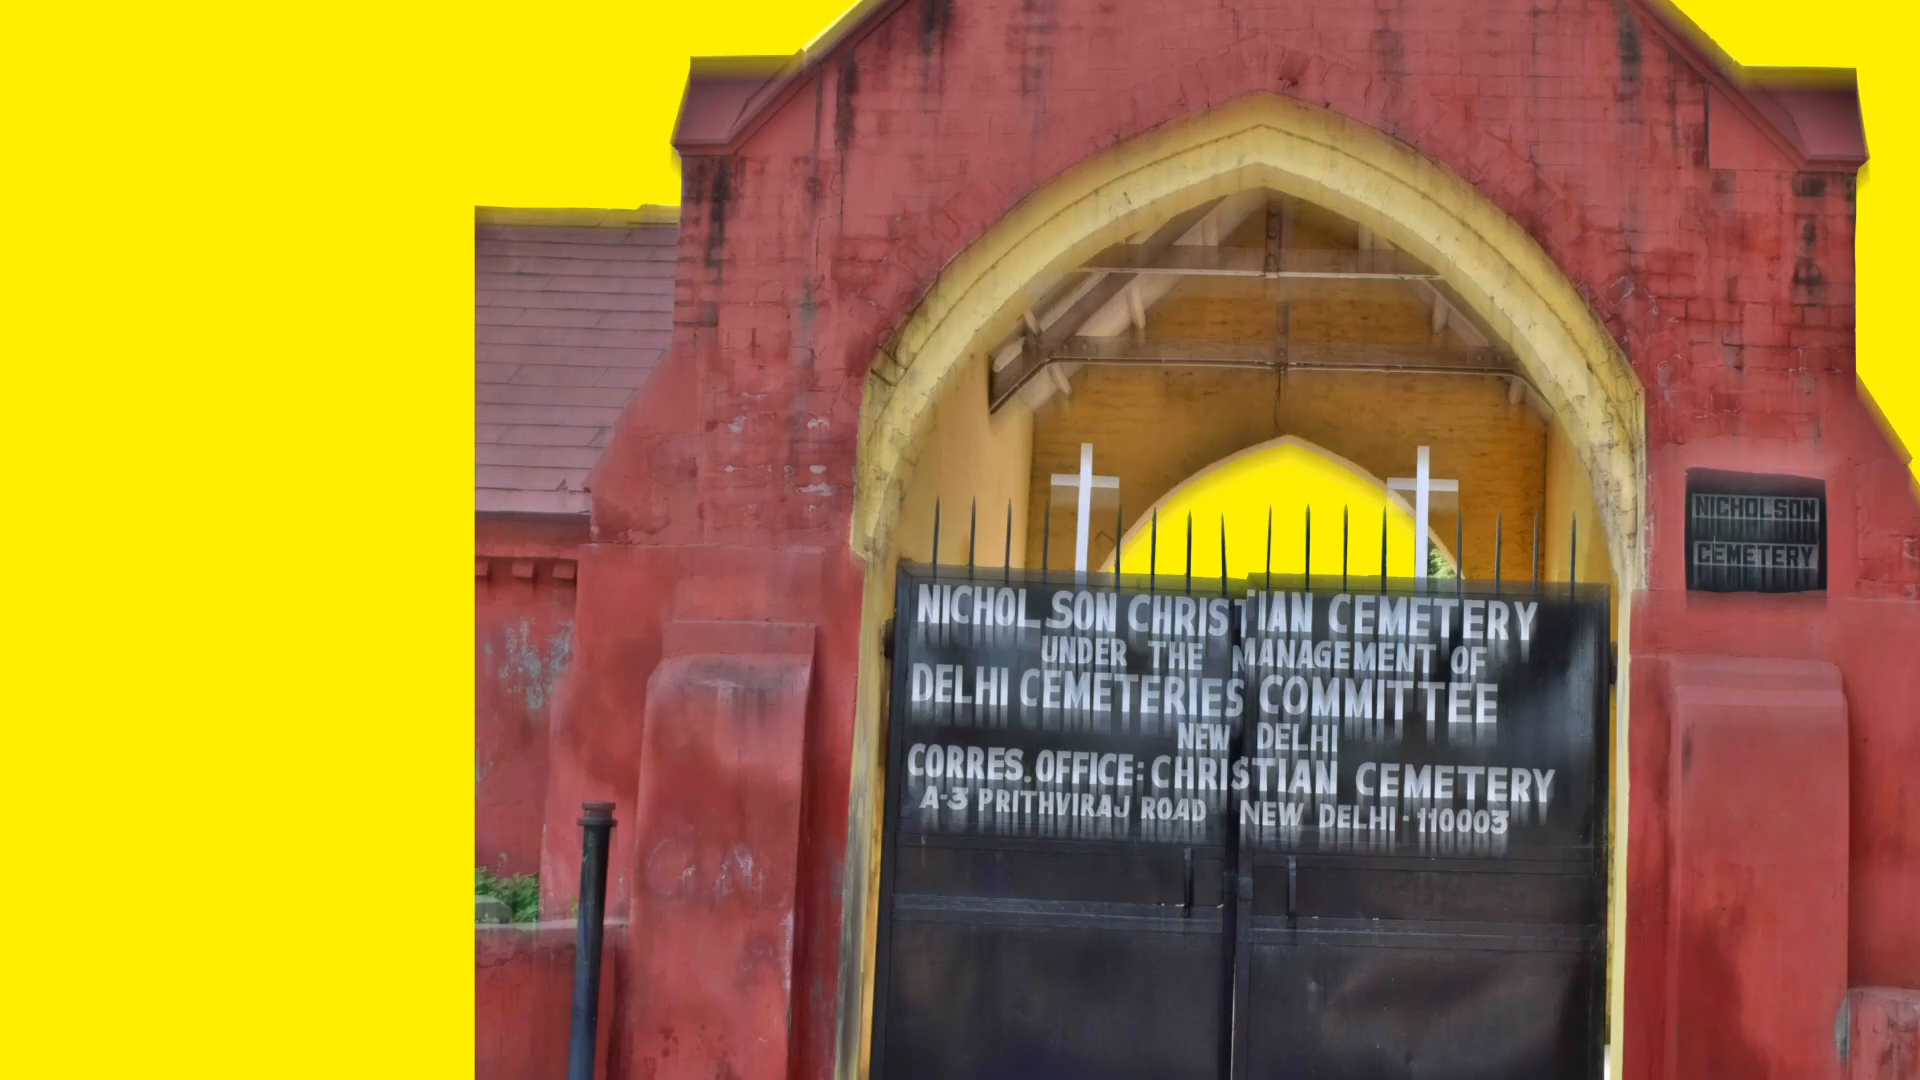 NICHOLSON CHRISTIAN CEMETERY
UNDER THE MANAGEMENT OF
DELHI CEMETERIES COMMITTEE
NEW DELHI
CORRES. OFFICE: CHRISTIAN CEMETERY
A-3 PRITHVIRAJ ROAD NEW DELHI-110003
NICHOLSON
CEMETERY